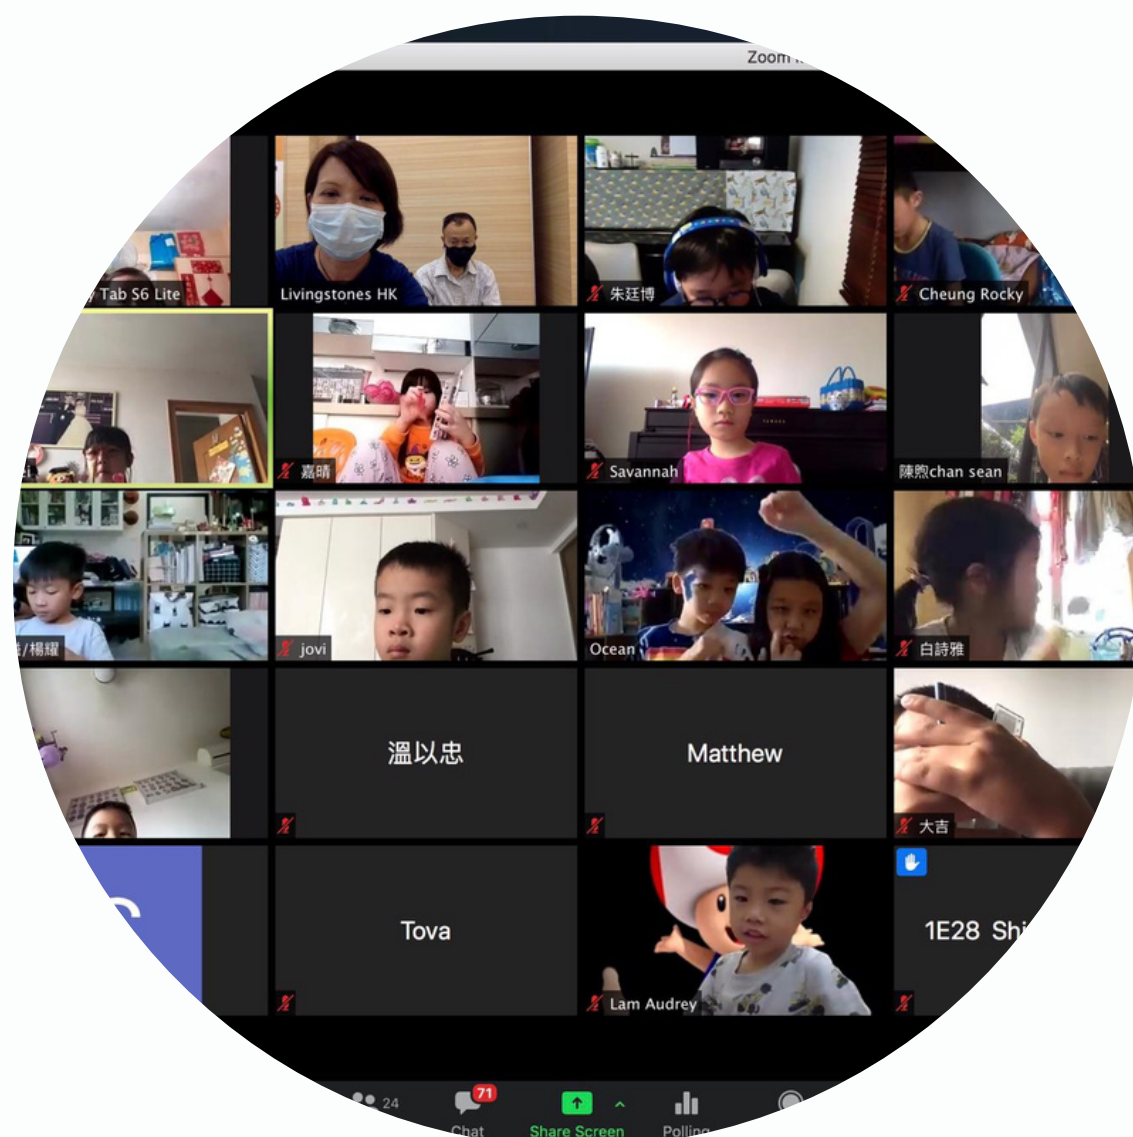 Zoom
Tab S6 Lite
Livingstones HK
朱廷博
Cheung Rocky
嘉晴
Savannah
陳煦chan sean
/楊耀
jovi
Ocean
白詩雅
溫以忠
Matthew
大吉
Tova
Lam Audrey
1E28 Shi
24
71
Chat
Share Screen
Polling